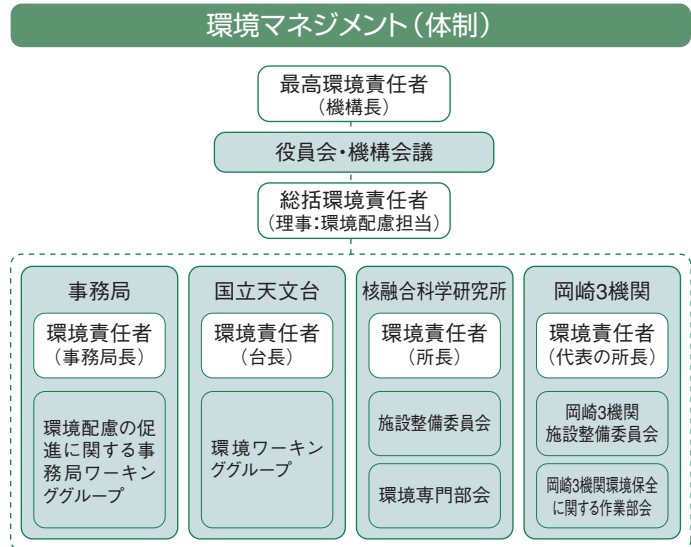 環境マネジメント（体制）
最高環境責任者
（機構長）
役員会・機構会議
総括環境責任者
（理事：環境配慮担当）
事務局
環境責任者
（事務局長）
環境配慮の促
進に関する事
務局ワーキン
ググループ
国立天文台
環境責任者
（台長）
環境ワーキン
ググループ
核融合科学研究所
環境責任者
（所長）
施設整備委員会
環境専門部会
岡崎3機関
環境責任者
（代表の所長）
岡崎3機関
施設整備委員会
岡崎3機関環境保全
に関する作業部会